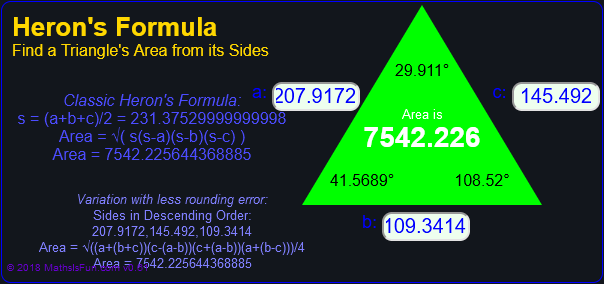 Heron's Formula
Find a Triangle's Area from its Sides
Classic Heron's Formula:
s = (a+b+c)/2 = 231.37529999999998
Area = √( s(s-a)(s-b)(s-c) )
Area = 7542.225644368885
Variation with less rounding error:
Sides in Descending Order:
207.9172,145.492,109.3414
Area = √((a+(b+c))(c-(a-b))(c+(a-b))(a+(b-c)))/4
Area = 7542.225644368885
© 2018 MathsIsFun.com v0.81
a: 207.9172
c: 145.492
29.911°
Area is
7542.226
41.5689° 108.52°
b: 109.3414